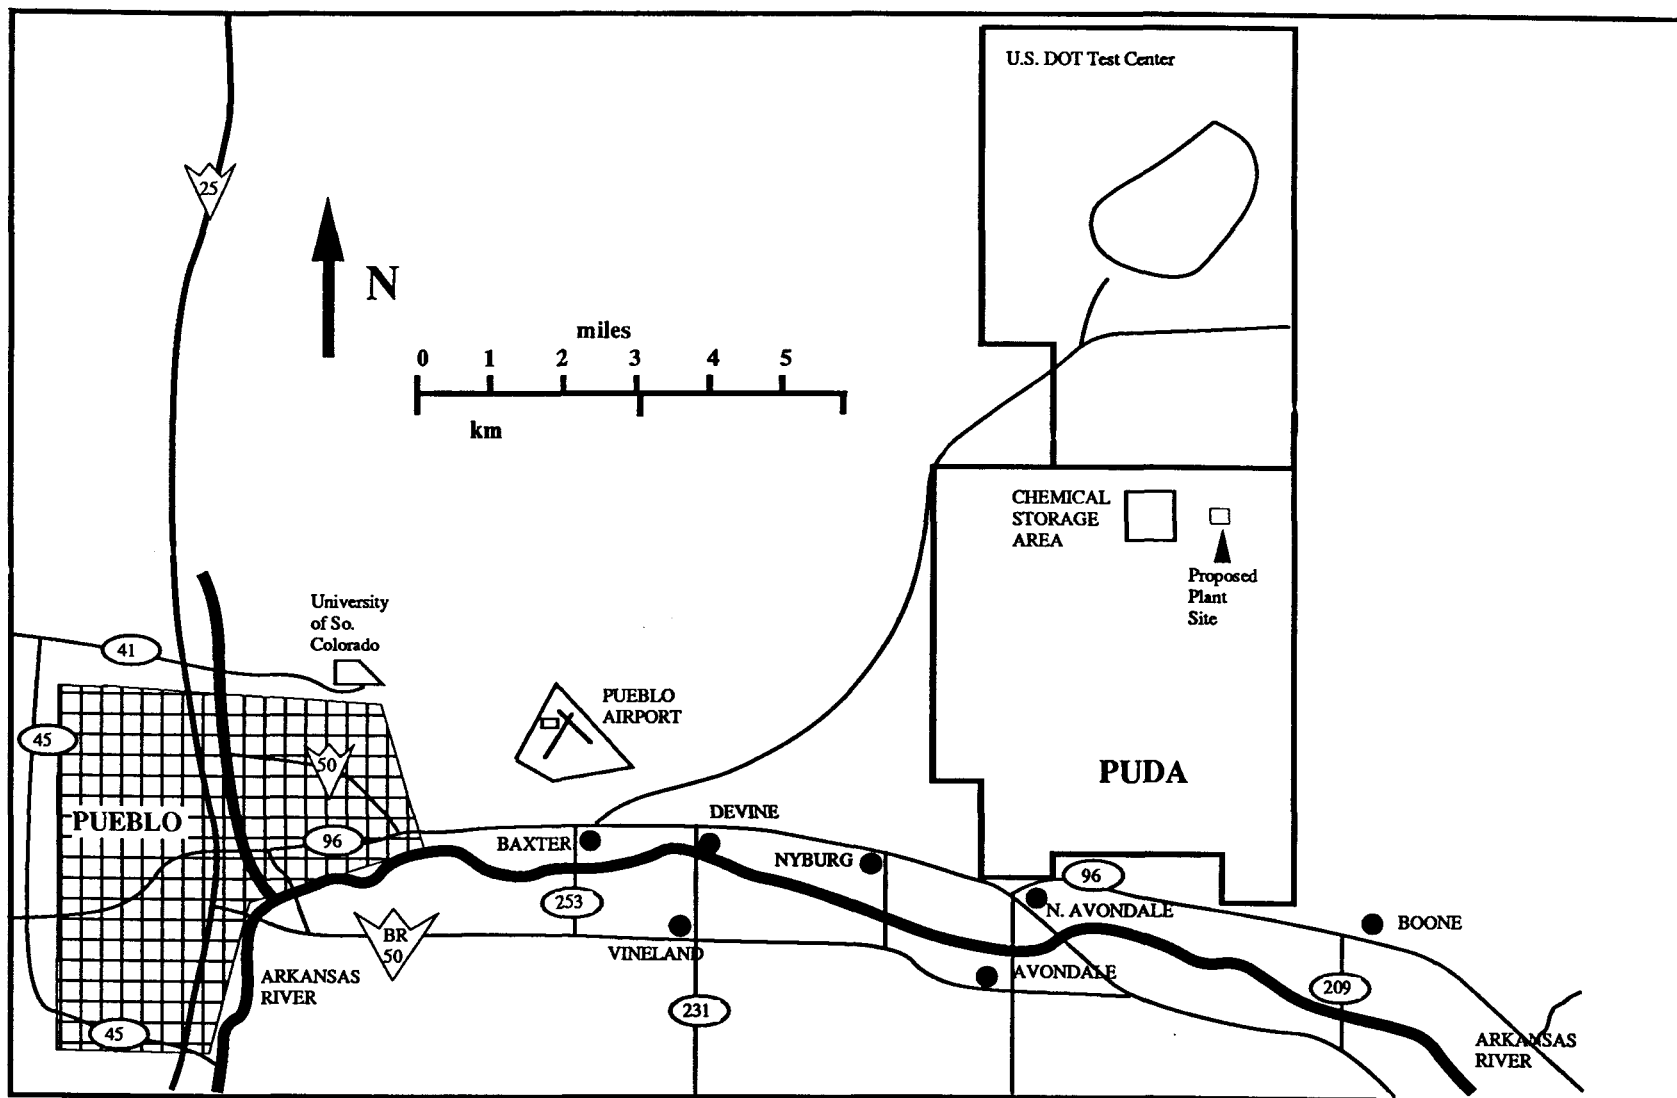 U.S. DOT Test Center
25
N
miles
0 1 2 3 4 5
km
CHEMICAL
STORAGE
AREA
Proposed
Plant
Site
University
of So.
Colorado
41
45
PUEBLO
AIRPORT
50
PUDA
PUEBLO
96
BAXTER
DEVINE
NYBURG
96
253
N. AVONDALE
BOONE
BR
50
VINELAND
ARKANSAS
RIVER
AVONDALE
209
231
45
ARKANSAS
RIVER